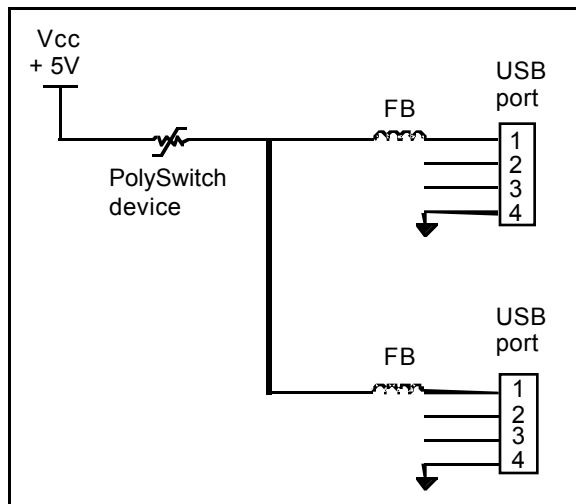 Vcc
+ 5V
PolySwitch
device
FB
USB
port
1
2
3
4
FB
USB
port
1
2
3
4